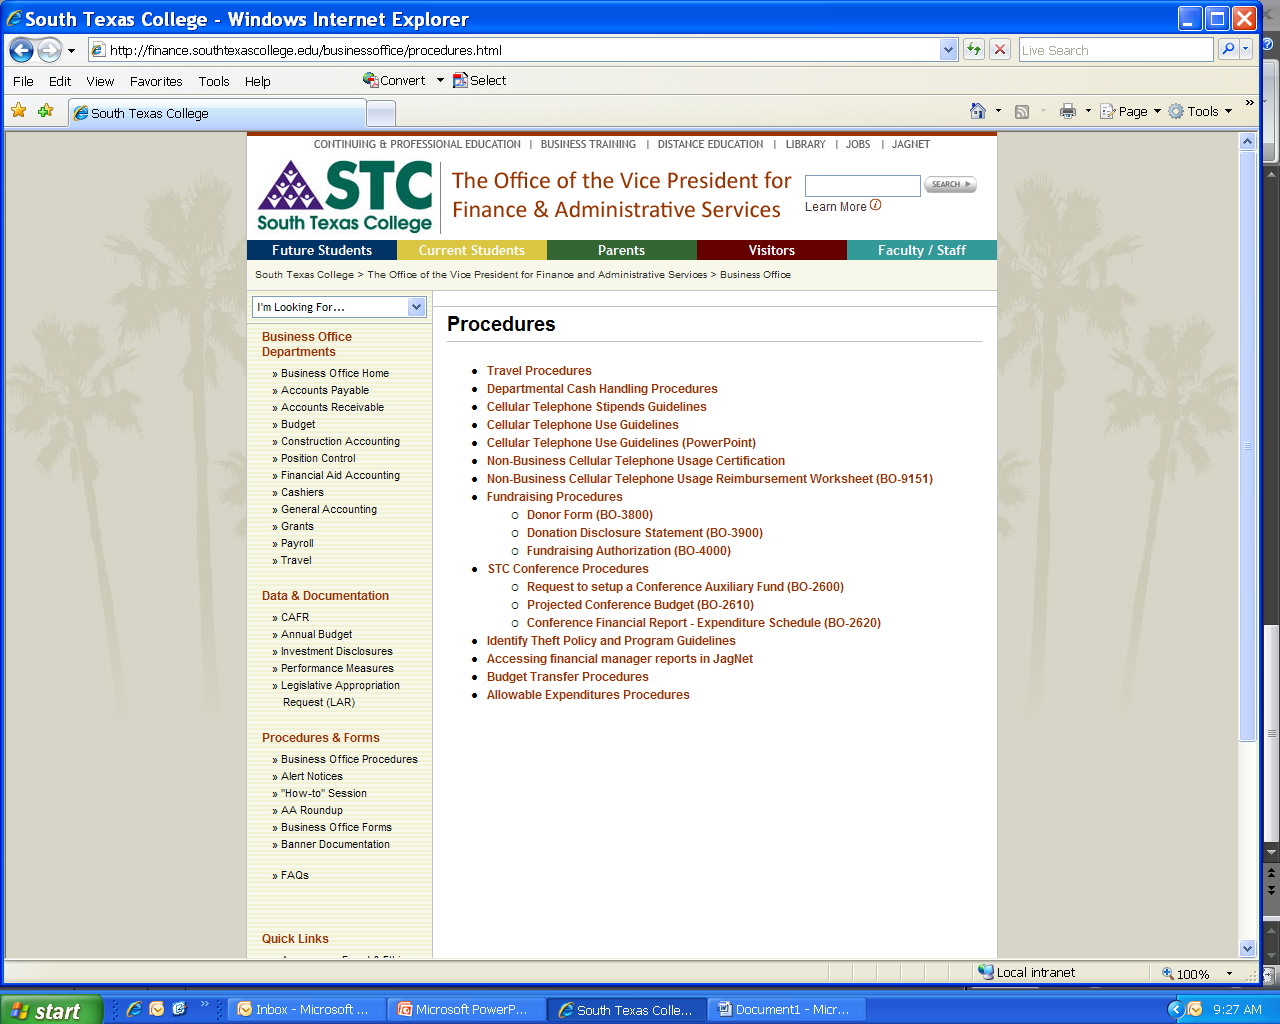 South Texas College - Windows Internet Explorer
http://finance.southtexascollege.edu/businessoffice/procedures.html
Live Search
File Edit View Favorites Tools Help
Convert Select
South Texas College
Page Tools
CONTINUING & PROFESSIONAL EDUCATION | BUSINESS TRAINING | DISTANCE EDUCATION | LIBRARY | JOBS | JAGNET
STC
South Texas College
The Office of the Vice President for
Finance & Administrative Services
SEARCH
Learn More
Future Students Current Students Parents Visitors Faculty / Staff
South Texas College > The Office of the Vice President for Finance and Administrative Services > Business Office
I'm Looking For...
Business Office
Departments
» Business Office Home
» Accounts Payable
» Accounts Receivable
» Budget
» Construction Accounting
» Position Control
» Financial Aid Accounting
» Cashiers
» General Accounting
» Grants
» Payroll
» Travel
Data & Documentation
» CAFR
» Annual Budget
» Investment Disclosures
» Performance Measures
» Legislative Appropriation
Request (LAR)
Procedures & Forms
» Business Office Procedures
» Alert Notices
» "How-to" Session
» AA Roundup
» Business Office Forms
» Banner Documentation
» FAQs
Quick Links
Procedures
Travel Procedures
Departmental Cash Handling Procedures
Cellular Telephone Stipends Guidelines
Cellular Telephone Use Guidelines
Cellular Telephone Use Guidelines (PowerPoint)
Non-Business Cellular Telephone Usage Certification
Non-Business Cellular Telephone Usage Reimbursement Worksheet (BO-9151)
Fundraising Procedures
Donor Form (BO-3800)
Donation Disclosure Statement (BO-3900)
Fundraising Authorization (BO-4000)
STC Conference Procedures
Request to setup a Conference Auxiliary Fund (BO-2600)
Projected Conference Budget (BO-2610)
Conference Financial Report - Expenditure Schedule (BO-2620)
Identify Theft Policy and Program Guidelines
Accessing financial manager reports in JagNet
Budget Transfer Procedures
Allowable Expenditures Procedures
Local intranet
100%
start
Inbox - Microsoft ...
Microsoft PowerP...
South Texas Colle...
Document1 - Micr...
9:27 AM